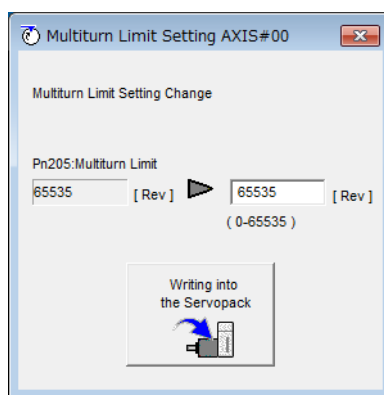 Multiturn Limit Setting AXIS#00
Multiturn Limit Setting Change
Pn205:Multiturn Limit
65535 [ Rev ] 65535 [ Rev ]
( 0-65535 )
Writing into
the Servopack